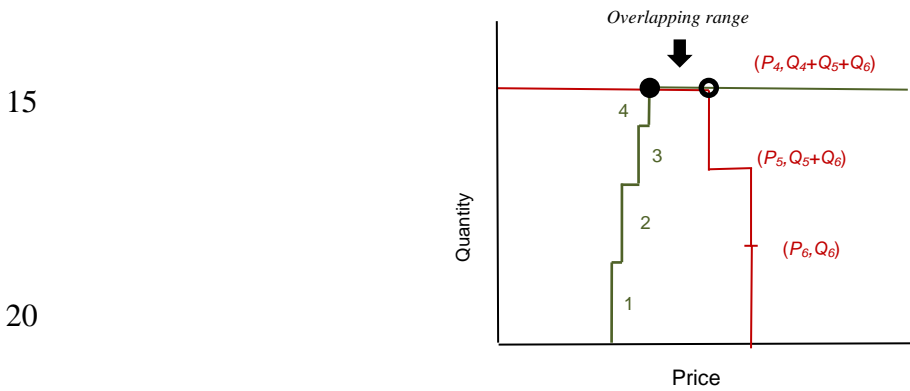 Overlapping range
(P4,Q4+Q5+Q6)
15
4
3
(P5,Q5+Q6)
2
Quantity
(P6,Q6)
1
20
Price